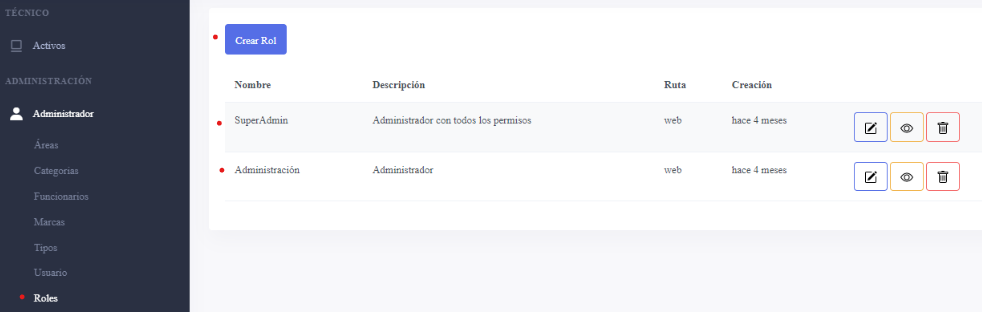 TÉCNICO
Activos
ADMINISTRACIÓN
Administrador
Áreas
Categorias
Funcionarios
Marcas
Tipos
Usuario
Roles
Crear Rol
Nombre Descripción Ruta Creación
SuperAdmin Administrador con todos los permisos web hace 4 meses
Administración Administrador web hace 4 meses